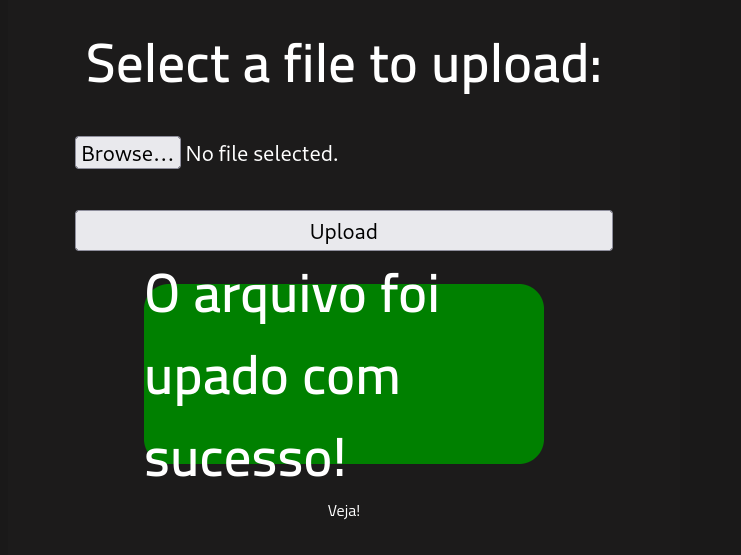 Select a file to upload:
Browse... No file selected.
Upload
O arquivo foi
upado com
sucesso!
Veja!